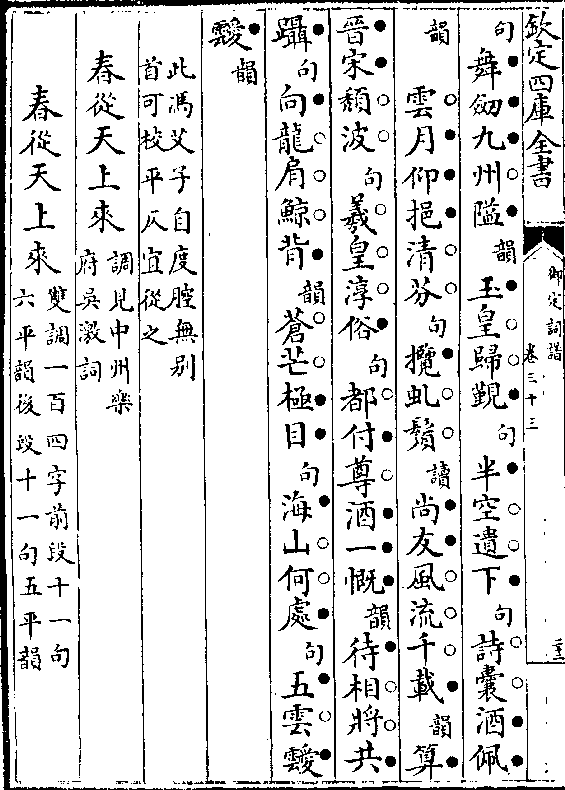 欽定四庫全書
御定詞譜
卷三十三
二十二
句舞劒九州隘韻玉皇歸覲句半空遺下句詩囊酒佩
韻雲月仰挹清芬句攬虬鬚讀尚友風流千載韻算
晉宋頽波句羲皇淳俗句都付尊酒一慨韻待相將共
躡句向龍肩鯨背韻蒼茫極目句海山何處句五雲靉
靆韻
此馮艾子自度腔無别
首可校平仄宜從之
春從天上來調見中州樂
府吳激詞
春從天上來雙調一百四字前段十一句
六平韻後段十一句五平韻